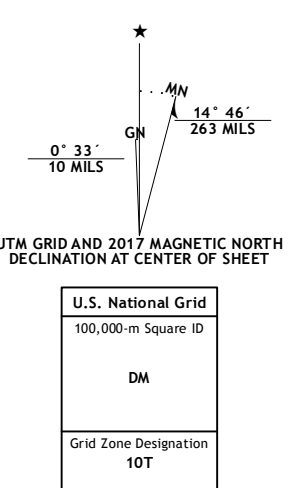 ★
MN
GN
14° 46´
263 MILS
0° 33´
10 MILS
UTM GRID AND 2017 MAGNETIC NORTH
DECLINATION AT CENTER OF SHEET
U.S. National Grid
100,000-m Square ID
DM
Grid Zone Designation
10T